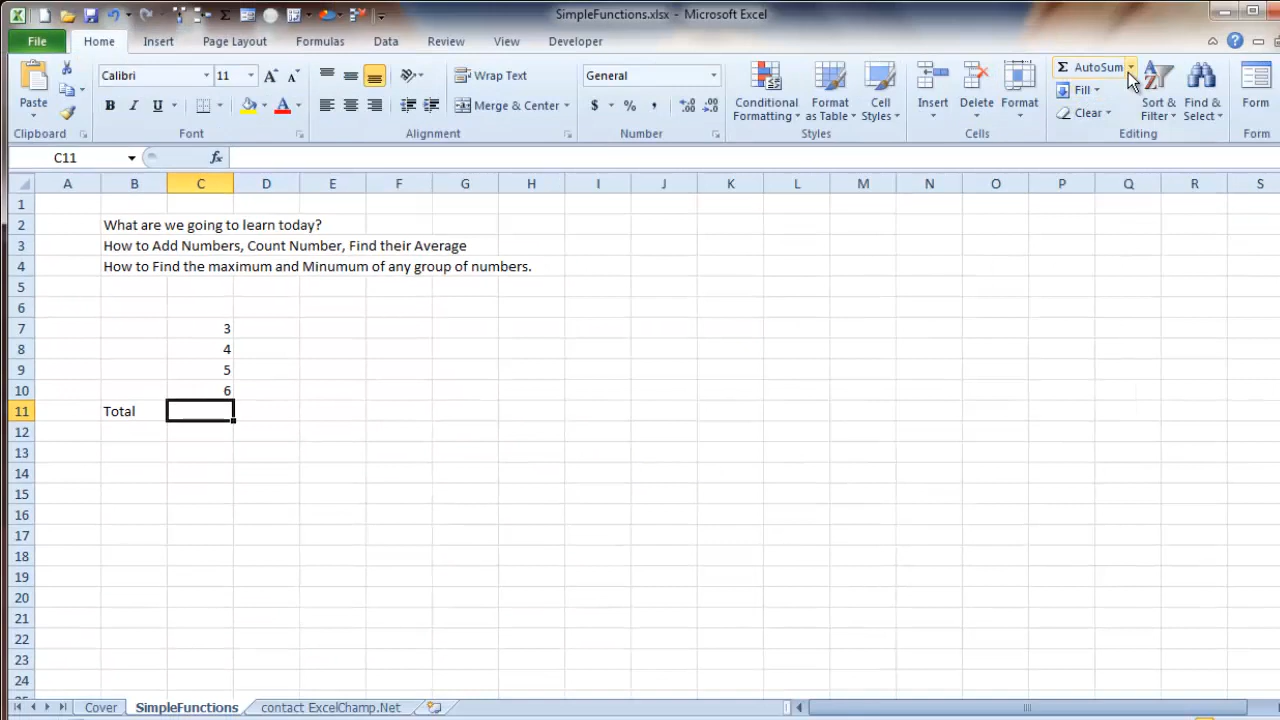 SimpleFunctions.xlsx - Microsoft Excel
File Home Insert Page Layout Formulas Data Review View Developer
Paste Calibri 11 A A Wrap Text General Conditional Formatting Format as Table Cell Styles Insert Delete Format Σ AutoSum Sort & Filter Find & Select Form
B I U A Merge & Center $ % , Fill
Clear
Clipboard Font Alignment Number Styles Cells Editing Form
C11 fx
A B C D E F G H I J K L M N O P Q R S
1
2 What are we going to learn today?
3 How to Add Numbers, Count Number, Find their Average
4 How to Find the maximum and Minumum of any group of numbers.
5
6
7 3
8 4
9 5
10 6
11 Total
12
13
14
15
16
17
18
19
20
21
22
23
24
Cover SimpleFunctions contact ExcelChamp.Net